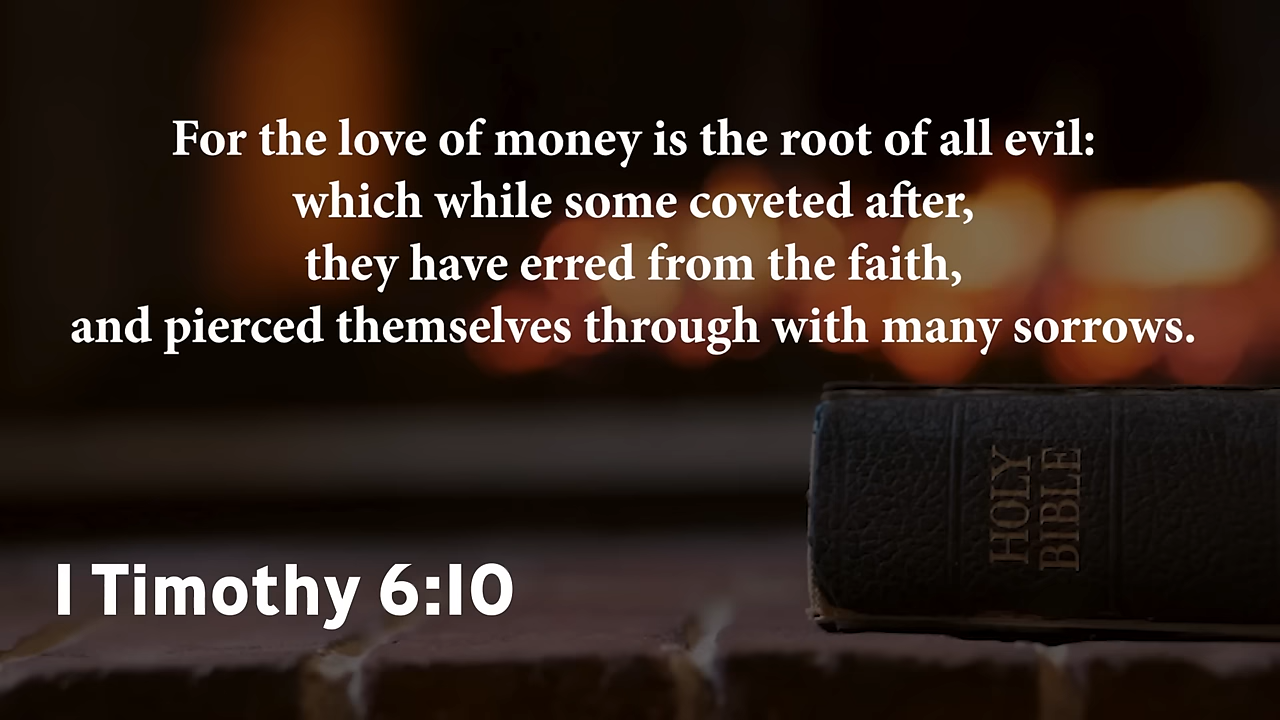 For the love of money is the root of all evil:
which while some coveted after,
they have erred from the faith,
and pierced themselves through with many sorrows.
HOLY
BIBLE
1 Timothy 6:10